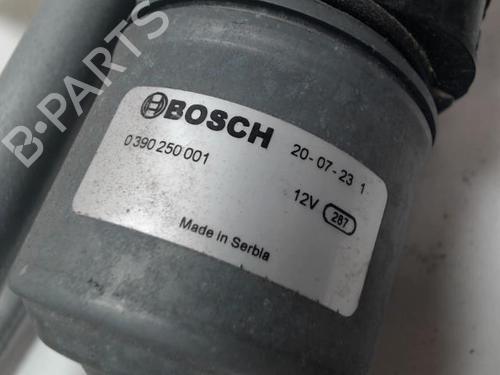 BOSCH
0 390 250 001
20-07-23 1
12V 287
Made in Serbia
B-PARTS